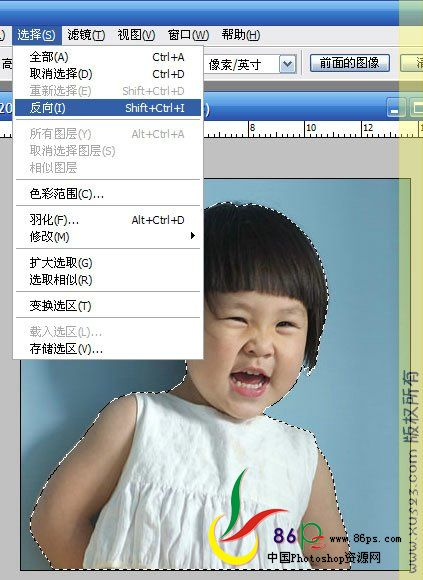 选择(S) 滤镜(T) 视图(V) 窗口(W) 帮助(H)
像素/英寸 前面的图像
全部(A) Ctrl+A
取消选择(D) Ctrl+D
重新选择(E) Shift+Ctrl+D
反向(I) Shift+Ctrl+I
所有图层(Y) Alt+Ctrl+A
取消选择图层(S)
相似图层
色彩范围(C)...
羽化(F)... Alt+Ctrl+D
修改(M)
扩大选取(G)
选取相似(R)
变换选区(T)
载入选区(L)...
存储选区(V)...
8 10 12 14
86ps www.86ps.com
中国Photoshop资源网
www.xu523.com 版权所有